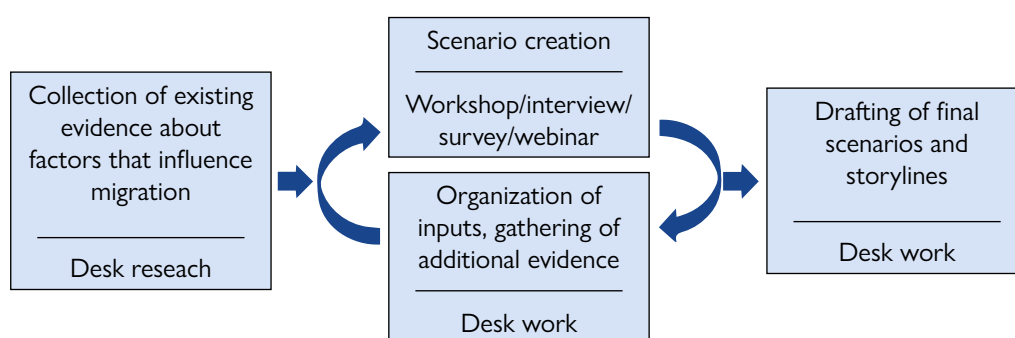 Collection of existing
evidence about
factors that influence
migration
Desk reseach
Scenario creation
Workshop/interview/
survey/webinar
Organization of
inputs, gathering of
additional evidence
Desk work
Drafting of final
scenarios and
storylines
Desk work